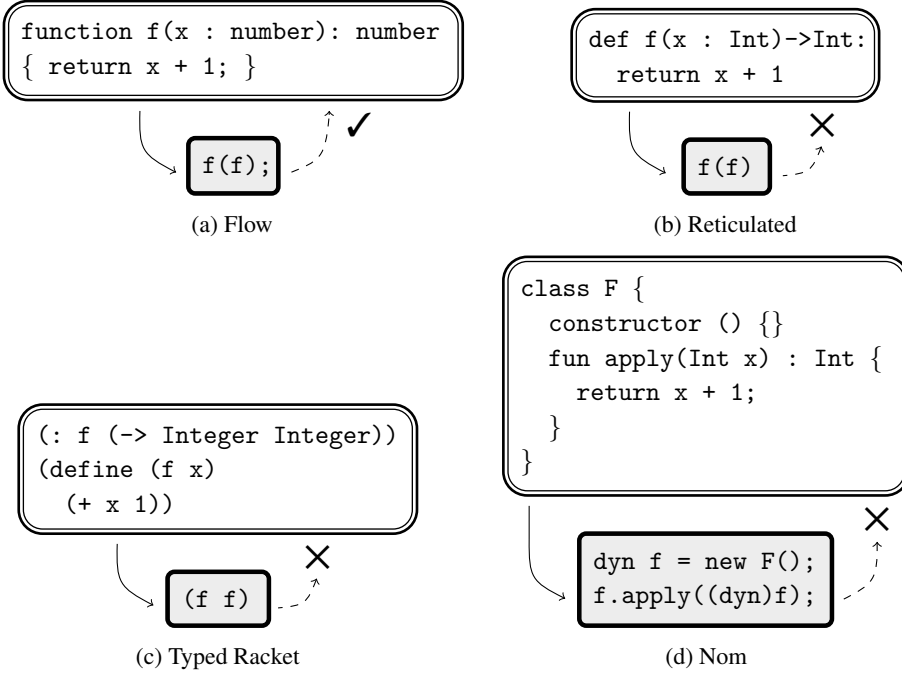 function f(x : number): number
{ return x + 1; }
✓
f(f);
(a) Flow
def f(x : Int)->Int:
  return x + 1
×
f(f)
(b) Reticulated
(: f (-> Integer Integer))
(define (f x)
  (+ x 1))
×
(f f)
(c) Typed Racket
class F {
  constructor () {}
  fun apply(Int x) : Int {
    return x + 1;
  }
}
×
dyn f = new F();
f.apply((dyn)f);
(d) Nom